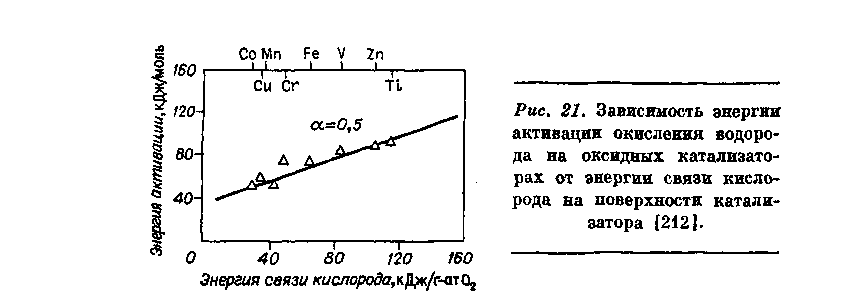 Co Mn Fe V Zn
160
Cu Cr Ti
120
α=0,5
80
40
0 40 80 120 160
Энергия активации, кДж/моль
Энергия связи кислорода, кДж/г-ат O₂
Рис. 21. Зависимость энергии
активации окисления водоро-
да на оксидных катализато-
рах от энергии связи кисло-
рода на поверхности катали-
затора [212].